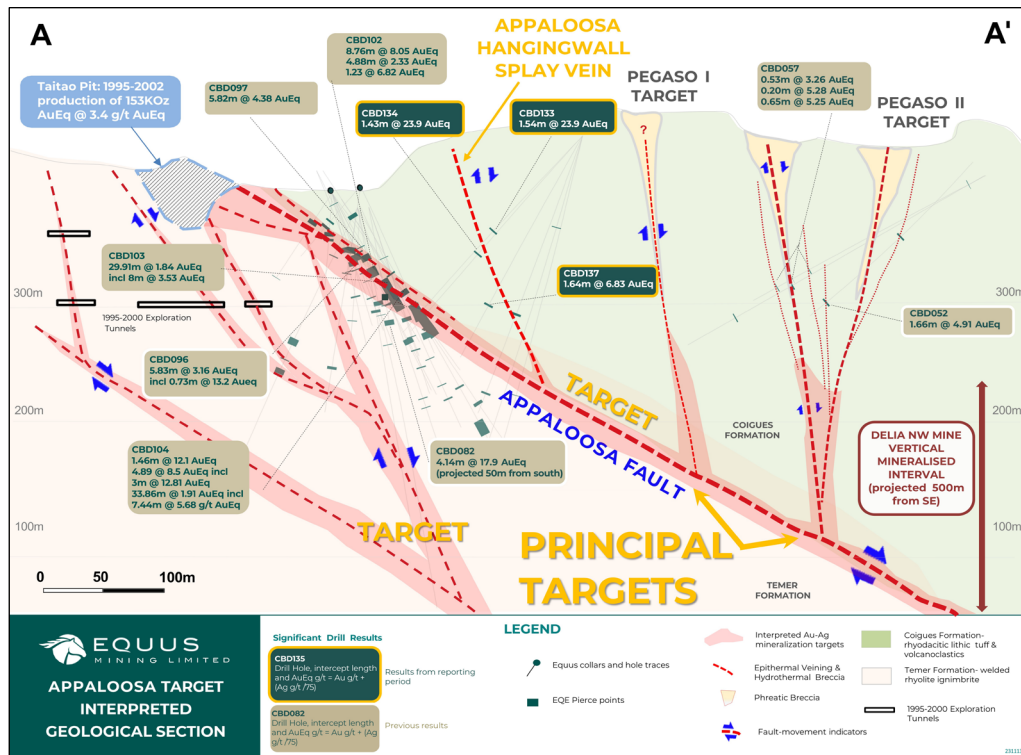 A
A'
CBD102
8.76m @ 8.05 AuEq
4.88m @ 2.33 AuEq
1.23 @ 6.82 AuEq
APPALOOSA
HANGINGWALL
SPLAY VEIN
PEGASO I
TARGET
CBD057
0.53m @ 3.26 AuEq
0.20m @ 5.28 AuEq
0.65m @ 5.25 AuEq
PEGASO II
TARGET
Taitao Pit: 1995-2002
production of 153KOz
AuEq @ 3.4 g/t AuEq
CBD097
5.82m @ 4.38 AuEq
CBD134
1.43m @ 23.9 AuEq
CBD133
1.54m @ 23.9 AuEq
?
CBD103
29.91m @ 1.84 AuEq
incl 8m @ 3.53 AuEq
CBD137
1.64m @ 6.83 AuEq
300m
300m
1995-2000 Exploration
Tunnels
CBD052
1.66m @ 4.91 AuEq
CBD096
5.83m @ 3.16 AuEq
incl 0.73m @ 13.2 Aueq
TARGET
APPALOOSA FAULT
200m
200m
COIGUES
FORMATION
DELIA NW MINE
VERTICAL
MINERALISED
INTERVAL
(projected 500m
from SE)
CBD104
1.46m @ 12.1 AuEq
4.89 @ 8.5 AuEq incl
3m @ 12.81 AuEq
33.86m @ 1.91 AuEq incl
7.44m @ 5.68 g/t AuEq
CBD082
4.14m @ 17.9 AuEq
(projected 50m from south)
100m
100m
TARGET
PRINCIPAL
TARGETS
TEMER
FORMATION
0 50 100m
EQUUS
MINING LIMITED
APPALOOSA TARGET
INTERPRETED
GEOLOGICAL SECTION
Significant Drill Results
CBD135
Drill Hole, intercept length
and AuEq g/t = Au g/t +
(Ag g/t /75)
Results from reporting
period
CBD082
Drill Hole, intercept length
and AuEq g/t = Au g/t + (Ag
g/t /75)
Previous results
LEGEND
Equus collars and hole traces
EQE Pierce points
Interpreted Au-Ag
mineralization targets
Epithermal Veining &
Hydrothermal Breccia
Phreatic Breccia
Fault-movement indicators
Coigues Formation-
rhyodacitic lithic tuff &
volcanoclastics
Temer Formation- welded
rhyolite ignimbrite
1995-2000 Exploration
Tunnels